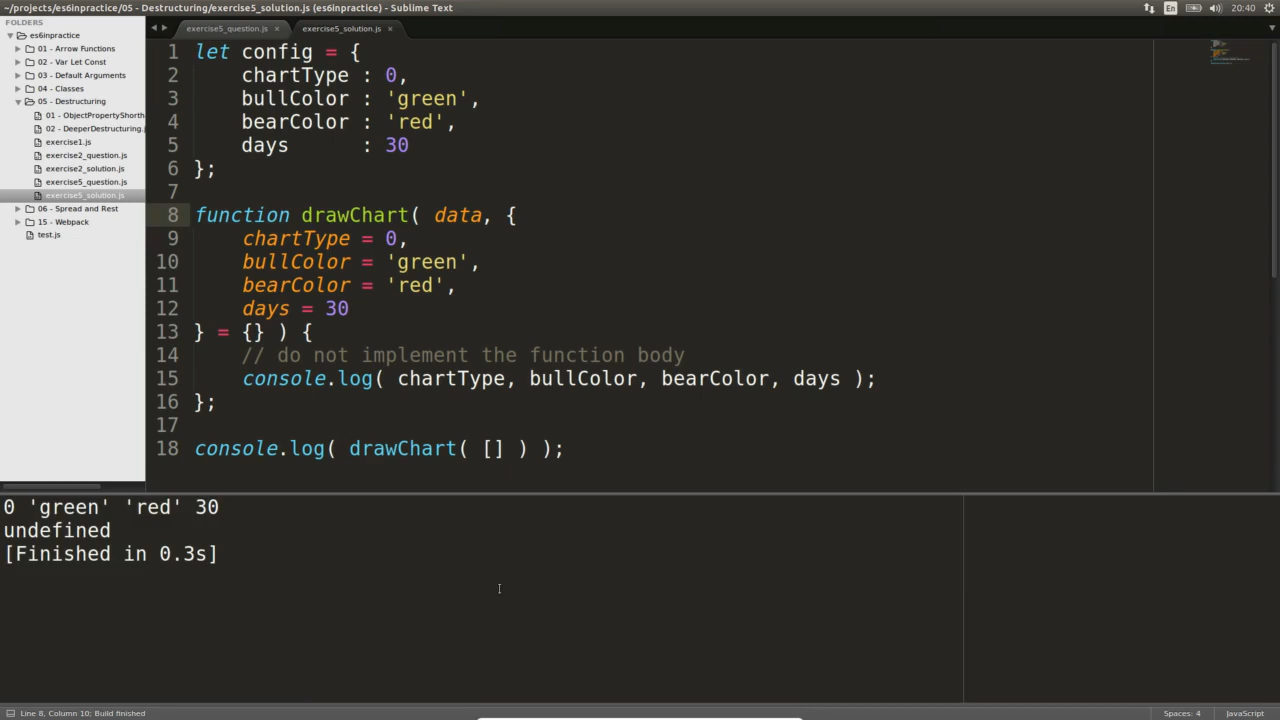 ~/projects/es6inpractice/05 - Destructuring/exercise5_solution.js (es6inpractice) - Sublime Text
En
20:40
FOLDERS
es6inpractice
01 - Arrow Functions
02 - Var Let Const
03 - Default Arguments
04 - Classes
05 - Destructuring
01 - ObjectPropertyShorth
02 - DeeperDestructuring.j
exercise1.js
exercise2_question.js
exercise2_solution.js
exercise5_question.js
exercise5_solution.js
06 - Spread and Rest
15 - Webpack
test.js
exercise5_question.js ×
exercise5_solution.js ×
1 let config = {
2     chartType : 0,
3     bullColor : 'green',
4     bearColor : 'red',
5     days      : 30
6 };
7
8 function drawChart( data, {
9     chartType = 0,
10     bullColor = 'green',
11     bearColor = 'red',
12     days = 30
13 } = {} ) {
14     // do not implement the function body
15     console.log( chartType, bullColor, bearColor, days );
16 };
17
18 console.log( drawChart( [] ) );
0 'green' 'red' 30
undefined
[Finished in 0.3s]
Line 8, Column 10; Build finished
Spaces: 4
JavaScript